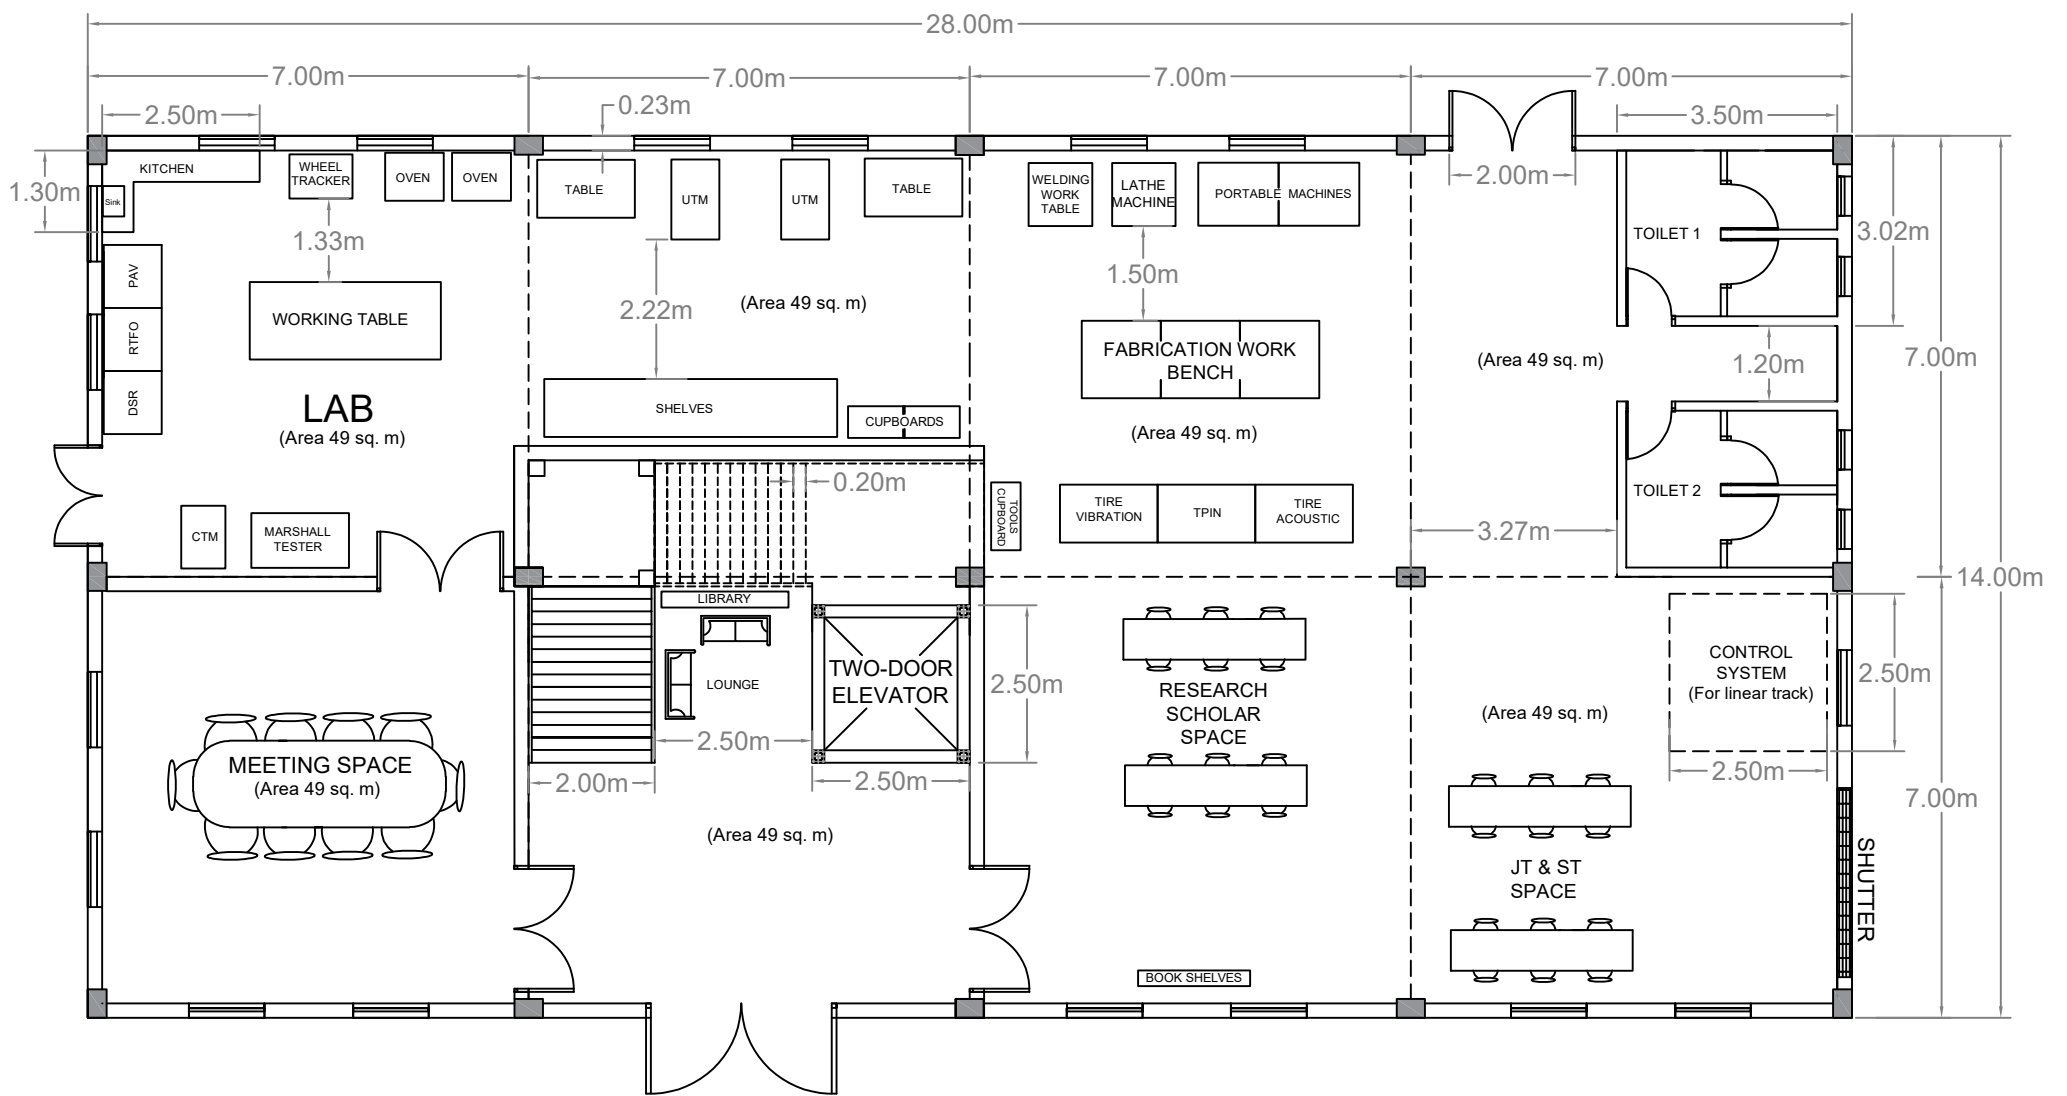 28.00m
7.00m
7.00m
7.00m
7.00m
2.50m
0.23m
3.50m
2.00m
1.30m
KITCHEN
Sink
WHEEL
TRACKER
OVEN
OVEN
TABLE
UTM
UTM
TABLE
WELDING
WORK
TABLE
LATHE
MACHINE
PORTABLE MACHINES
TOILET 1
3.02m
1.33m
PAV
RTFO
DSR
WORKING TABLE
2.22m
(Area 49 sq. m)
1.50m
FABRICATION WORK
BENCH
(Area 49 sq. m)
(Area 49 sq. m)
1.20m
7.00m
LAB
(Area 49 sq. m)
SHELVES
CUPBOARDS
0.20m
TOOLS
CUPBOARD
TIRE
VIBRATION
TPIN
TIRE
ACOUSTIC
TOILET 2
3.27m
CTM
MARSHALL
TESTER
14.00m
LIBRARY
LOUNGE
TWO-DOOR
ELEVATOR
2.50m
2.50m
2.00m
2.50m
RESEARCH
SCHOLAR
SPACE
(Area 49 sq. m)
CONTROL
SYSTEM
(For linear track)
2.50m
2.50m
7.00m
MEETING SPACE
(Area 49 sq. m)
(Area 49 sq. m)
JT & ST
SPACE
SHUTTER
BOOK SHELVES